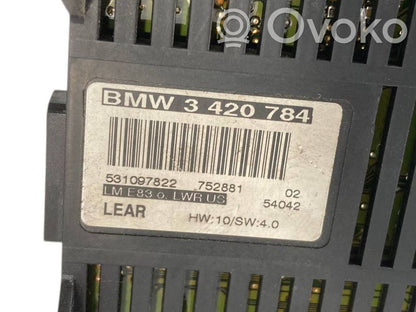 Ovoko
BMW 3 420 784
531097822 752881 02
LM E83 o. LWR US 54042
LEAR HW:10/SW:4.0